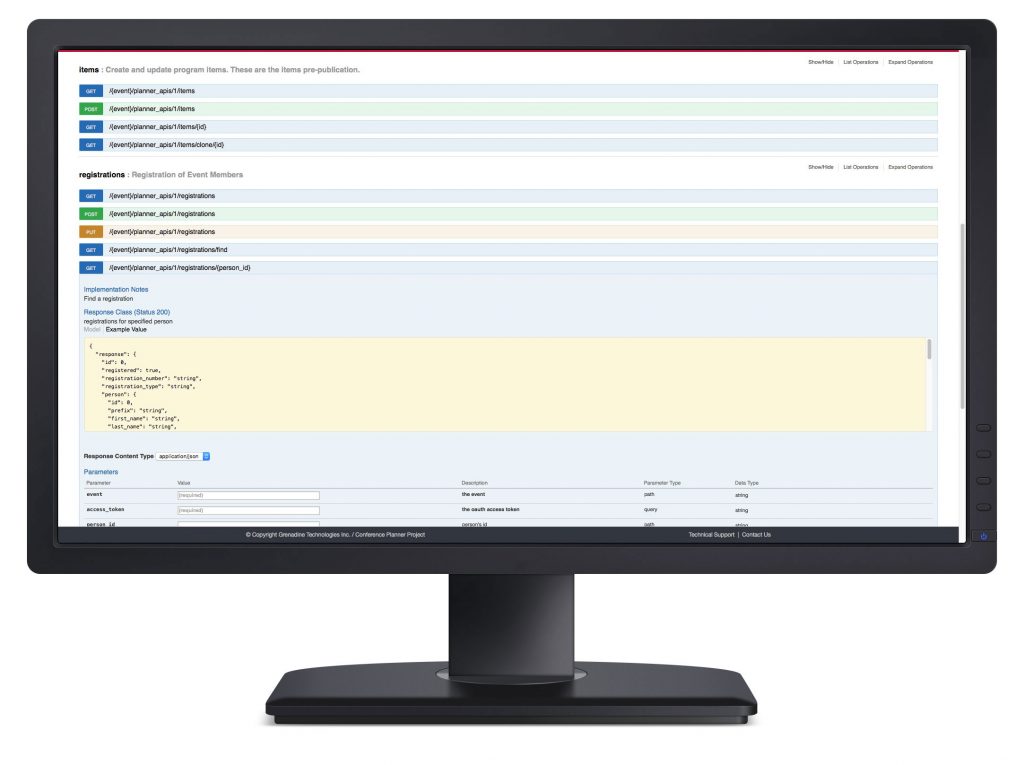 items : Create and update program items. These are the items pre-publication.
Show/Hide | List Operations | Expand Operations
GET /{event}/planner_apis/1/items
POST /{event}/planner_apis/1/items
GET /{event}/planner_apis/1/items/{id}
GET /{event}/planner_apis/1/items/clone/{id}
registrations : Registration of Event Members
Show/Hide | List Operations | Expand Operations
GET /{event}/planner_apis/1/registrations
POST /{event}/planner_apis/1/registrations
PUT /{event}/planner_apis/1/registrations
GET /{event}/planner_apis/1/registrations/find
GET /{event}/planner_apis/1/registrations/{person_id}
Implementation Notes
Find a registration
Response Class (Status 200)
registrations for specified person
Model Example Value
{
"response": {
"id": 0,
"registered": true,
"registration_number": "string",
"registration_type": "string",
"person": {
"id": 0,
"prefix": "string",
"first_name": "string",
"last_name": "string",
Response Content Type application/json
Parameters
Parameter Value Description Parameter Type Data Type
event (required) the event path string
access_token (required) the oauth access token query string
person_id person's id path string
© Copyright Grenadine Technologies Inc. / Conference Planner Project
Technical Support | Contact Us